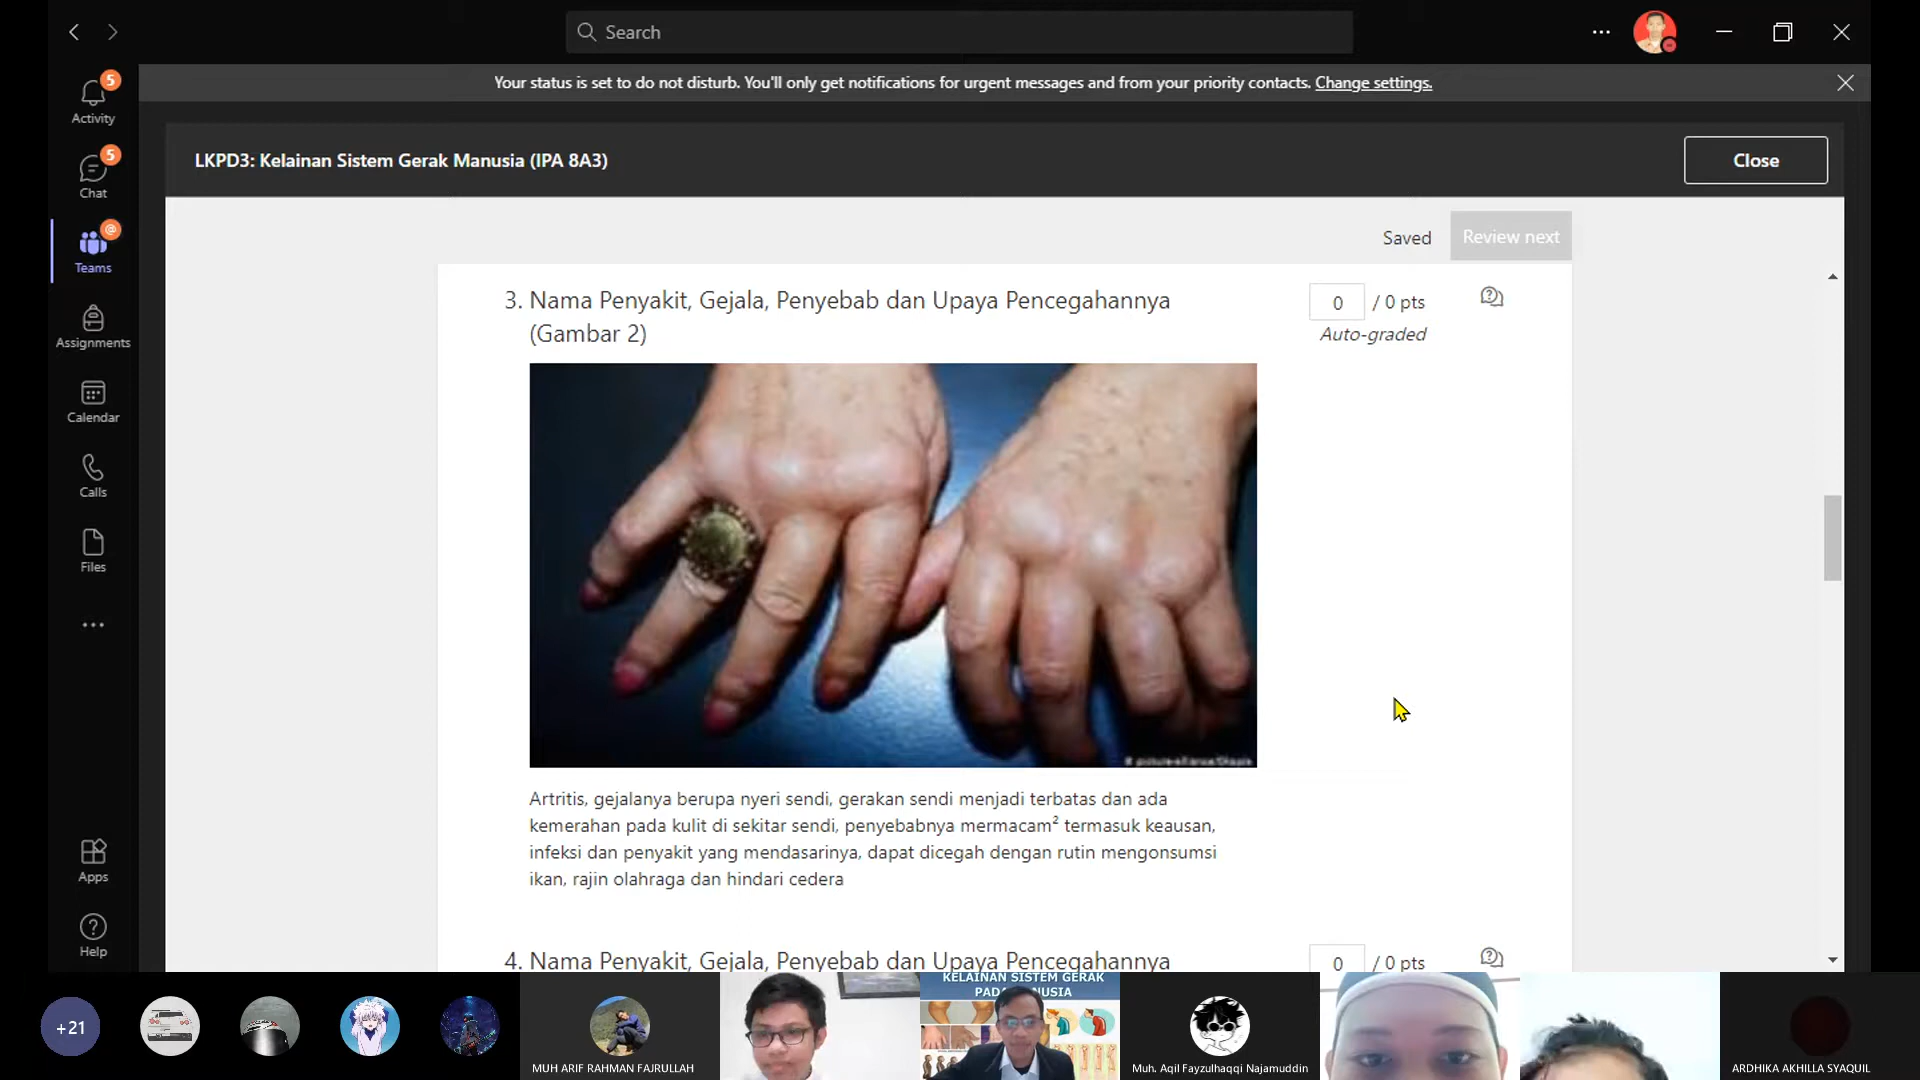 Search
5
Activity
Your status is set to do not disturb. You'll only get notifications for urgent messages and from your priority contacts. Change settings.
5
Chat
LKPD3: Kelainan Sistem Gerak Manusia (IPA 8A3)
Close
@
Teams
Saved
Review next
Assignments
3. Nama Penyakit, Gejala, Penyebab dan Upaya Pencegahannya
(Gambar 2)
0 / 0 pts
Auto-graded
Calendar
Calls
Files
Artritis, gejalanya berupa nyeri sendi, gerakan sendi menjadi terbatas dan ada
kemerahan pada kulit di sekitar sendi, penyebabnya mermacam² termasuk keausan,
infeksi dan penyakit yang mendasarinya, dapat dicegah dengan rutin mengonsumsi
ikan, rajin olahraga dan hindari cedera
Apps
Help
4. Nama Penyakit, Gejala, Penyebab dan Upaya Pencegahannya
0 / 0 pts
+21
KELAINAN SISTEM GERAK
MUH ARIF RAHMAN FAJRULLAH
Muh. Aqil Fayzulhaqqi Najamuddin
ARDHIKA AKHILLA SYAQUIL